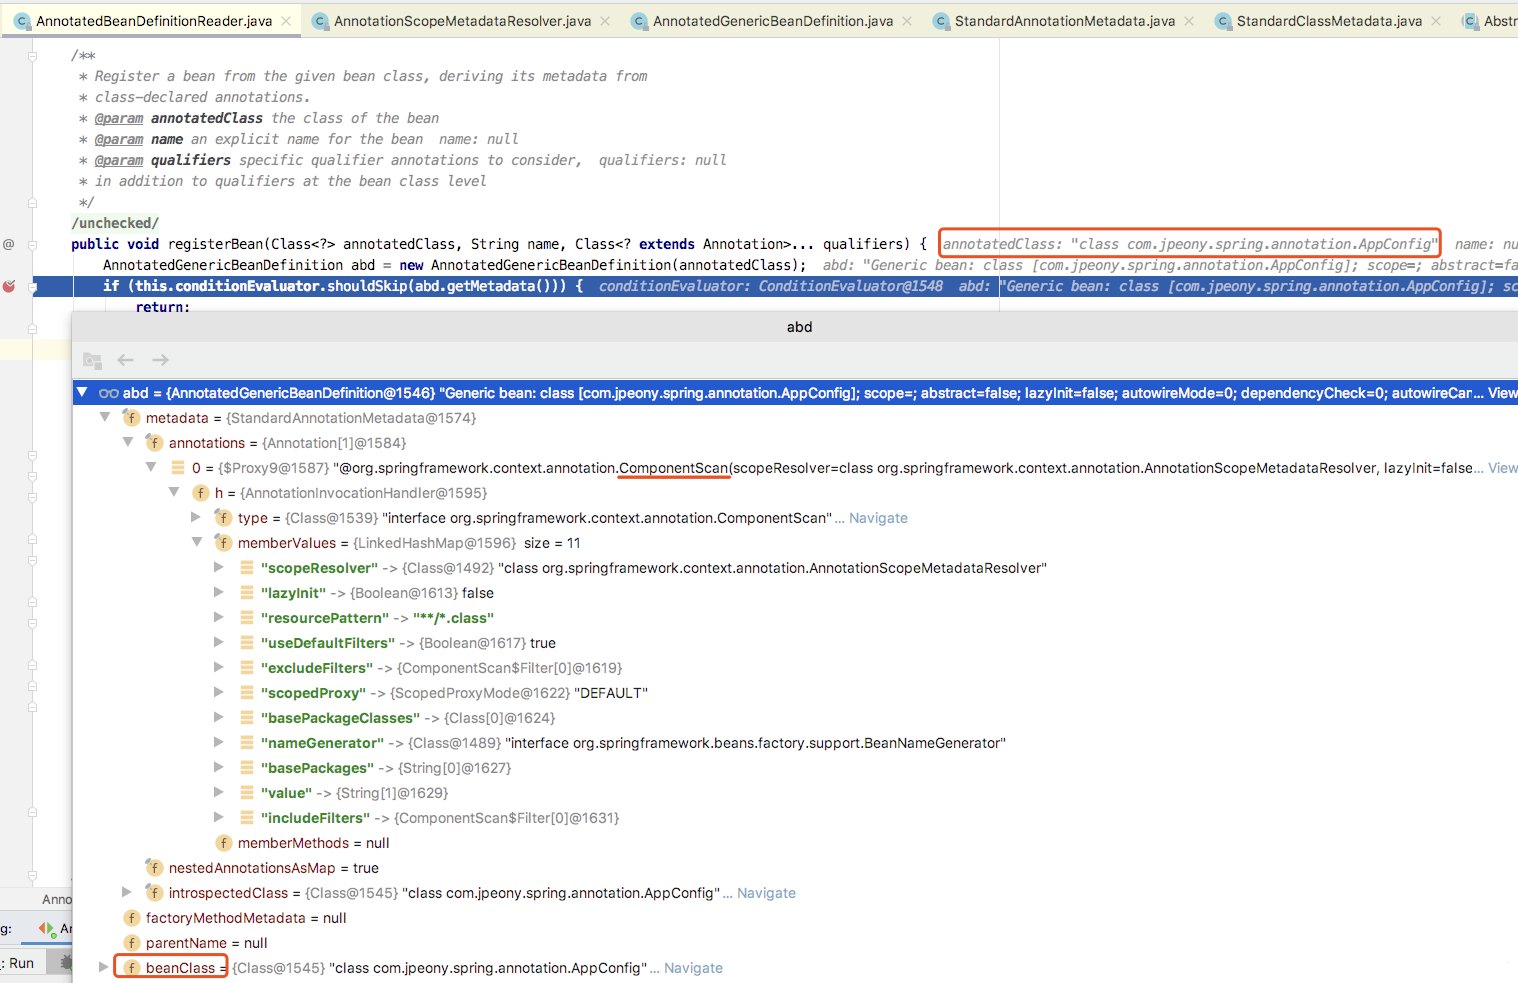 AnnotatedBeanDefinitionReader.java AnnotationScopeMetadataResolver.java AnnotatedGenericBeanDefinition.java StandardAnnotationMetadata.java StandardClassMetadata.java Abstr
/**
* Register a bean from the given bean class, deriving its metadata from
* class-declared annotations.
* @param annotatedClass the class of the bean
* @param name an explicit name for the bean name: null
* @param qualifiers specific qualifier annotations to consider, qualifiers: null
* in addition to qualifiers at the bean class level
*/
/unchecked/
public void registerBean(Class<?> annotatedClass, String name, Class<? extends Annotation>... qualifiers) { annotatedClass: "class com.jpeony.spring.annotation.AppConfig" name: nu
AnnotatedGenericBeanDefinition abd = new AnnotatedGenericBeanDefinition(annotatedClass); abd: "Generic bean: class [com.jpeony.spring.annotation.AppConfig]; scope=; abstract=fa
if (this.conditionEvaluator.shouldSkip(abd.getMetadata())) { conditionEvaluator: ConditionEvaluator@1548 abd: "Generic bean: class [com.jpeony.spring.annotation.AppConfig]; sc
return;
abd
abd = {AnnotatedGenericBeanDefinition@1546} "Generic bean: class [com.jpeony.spring.annotation.AppConfig]; scope=; abstract=false; lazyInit=false; autowireMode=0; dependencyCheck=0; autowireCan... View
metadata = {StandardAnnotationMetadata@1574}
annotations = {Annotation[1]@1584}
0 = {$Proxy9@1587} "@org.springframework.context.annotation.ComponentScan(scopeResolver=class org.springframework.context.annotation.AnnotationScopeMetadataResolver, lazyInit=false... View
h = {AnnotationInvocationHandler@1595}
type = {Class@1539} "interface org.springframework.context.annotation.ComponentScan"... Navigate
memberValues = {LinkedHashMap@1596} size = 11
"scopeResolver" -> {Class@1492} "class org.springframework.context.annotation.AnnotationScopeMetadataResolver"
"lazyInit" -> {Boolean@1613} false
"resourcePattern" -> "**/*.class"
"useDefaultFilters" -> {Boolean@1617} true
"excludeFilters" -> {ComponentScan$Filter[0]@1619}
"scopedProxy" -> {ScopedProxyMode@1622} "DEFAULT"
"basePackageClasses" -> {Class[0]@1624}
"nameGenerator" -> {Class@1489} "interface org.springframework.beans.factory.support.BeanNameGenerator"
"basePackages" -> {String[0]@1627}
"value" -> {String[1]@1629}
"includeFilters" -> {ComponentScan$Filter[0]@1631}
memberMethods = null
nestedAnnotationsAsMap = true
introspectedClass = {Class@1545} "class com.jpeony.spring.annotation.AppConfig"... Navigate
Anno
factoryMethodMetadata = null
g: An
parentName = null
: Run
beanClass = {Class@1545} "class com.jpeony.spring.annotation.AppConfig"... Navigate